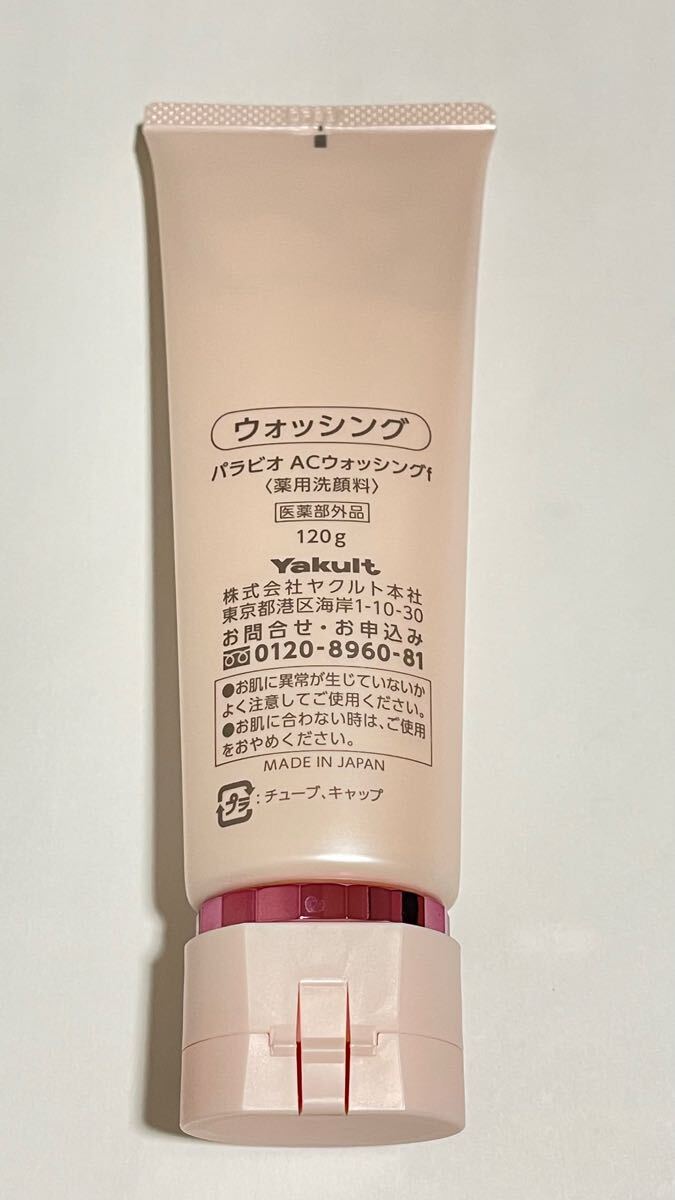 ウォッシング
パラビオ ACウォッシングf
〈薬用洗顔料〉
医薬部外品
120g
Yakult
株式会社ヤクルト本社
東京都港区海岸1-10-30
お問合せ・お申込み
0120-8960-81
●お肌に異常が生じていないか
よく注意してご使用ください。
●お肌に合わない時は、ご使用
をおやめください。
MADE IN JAPAN
プラ:チューブ、キャップ